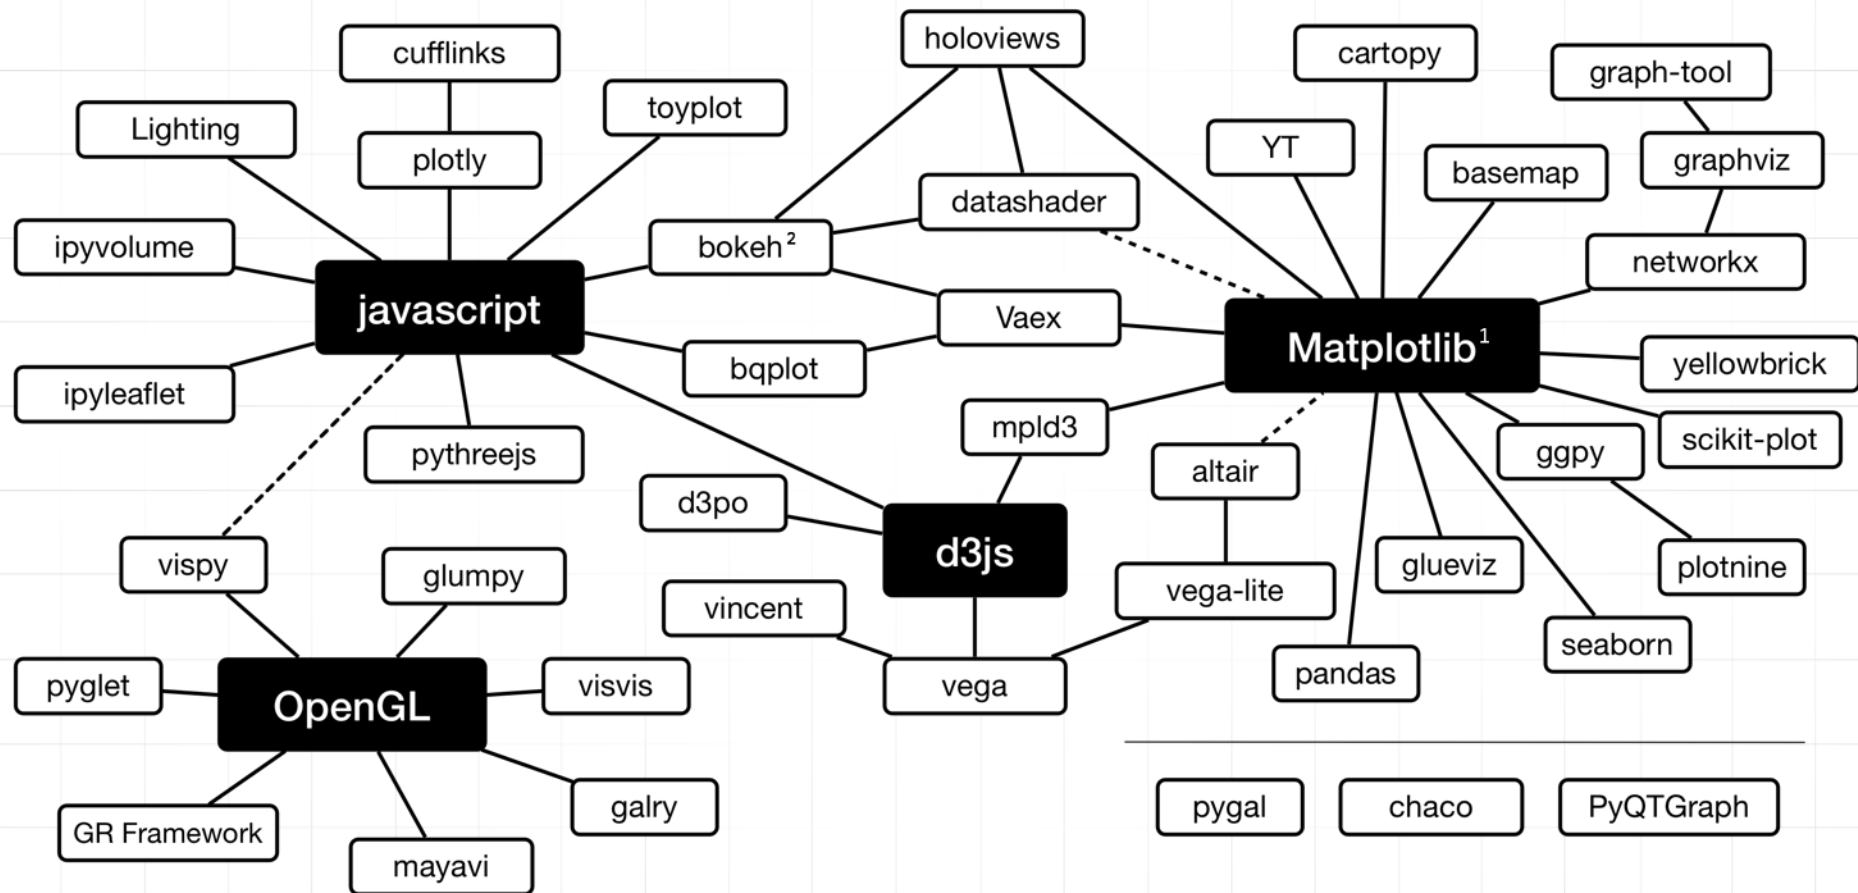 cufflinks
holoviews
cartopy
graph-tool
Lighting
toyplot
plotly
YT
basemap
graphviz
ipyvolume
bokeh²
datashader
networkx
javascript
Vaex
Matplotlib¹
yellowbrick
ipyleaflet
bqplot
pythreejs
mpld3
altair
ggpy
scikit-plot
d3po
d3js
vispy
glumpy
vincent
vega-lite
glueviz
plotnine
seaborn
pyglet
OpenGL
visvis
vega
pandas
GR Framework
mayavi
galry
pygal
chaco
PyQTGraph